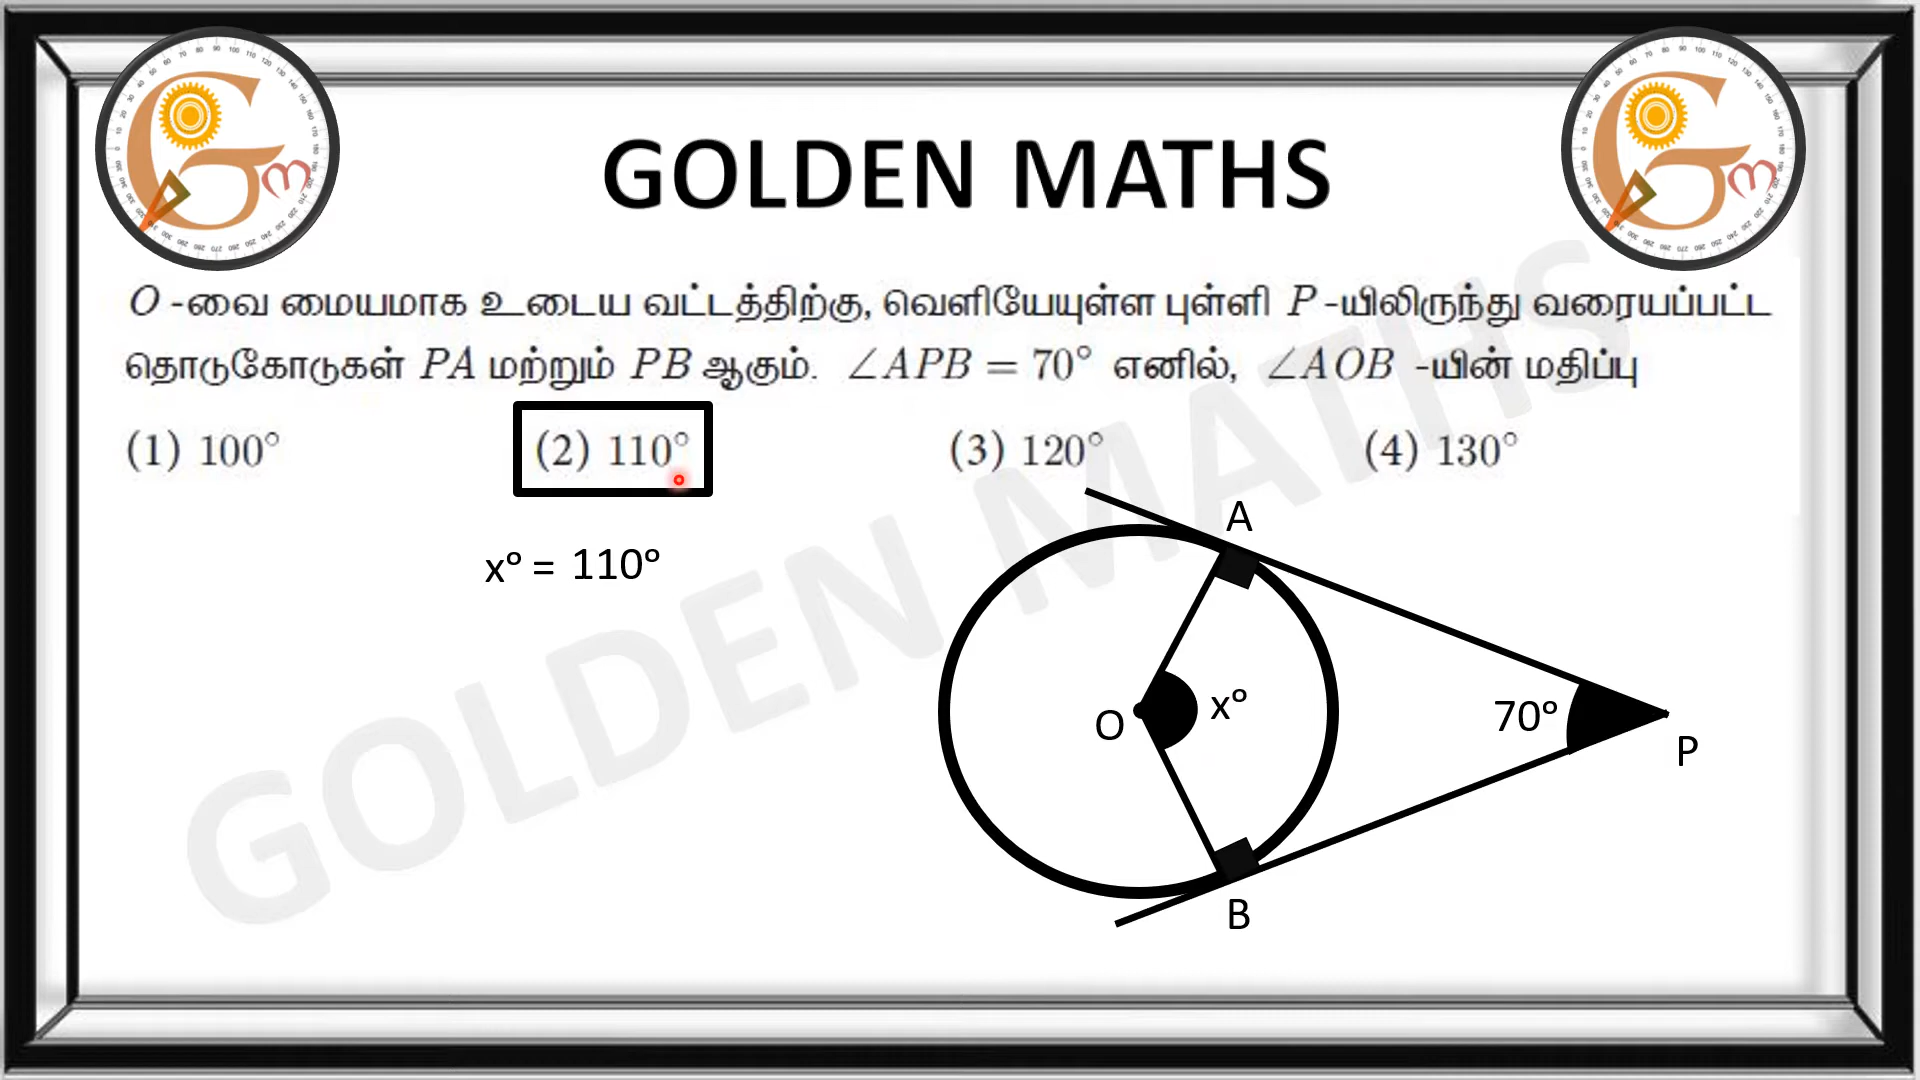 GOLDEN MATHS
O -வை மையமாக உடைய வட்டத்திற்கு, வெளியேயுள்ள புள்ளி P -யிலிருந்து வரையப்பட்ட
தொடுகோடுகள் PA மற்றும் PB ஆகும். ∠APB = 70° எனில், ∠AOB -யின் மதிப்பு
(1) 100° (2) 110° (3) 120° (4) 130°
x° = 110°
A
O x° 70° P
B
GOLDEN MATHS